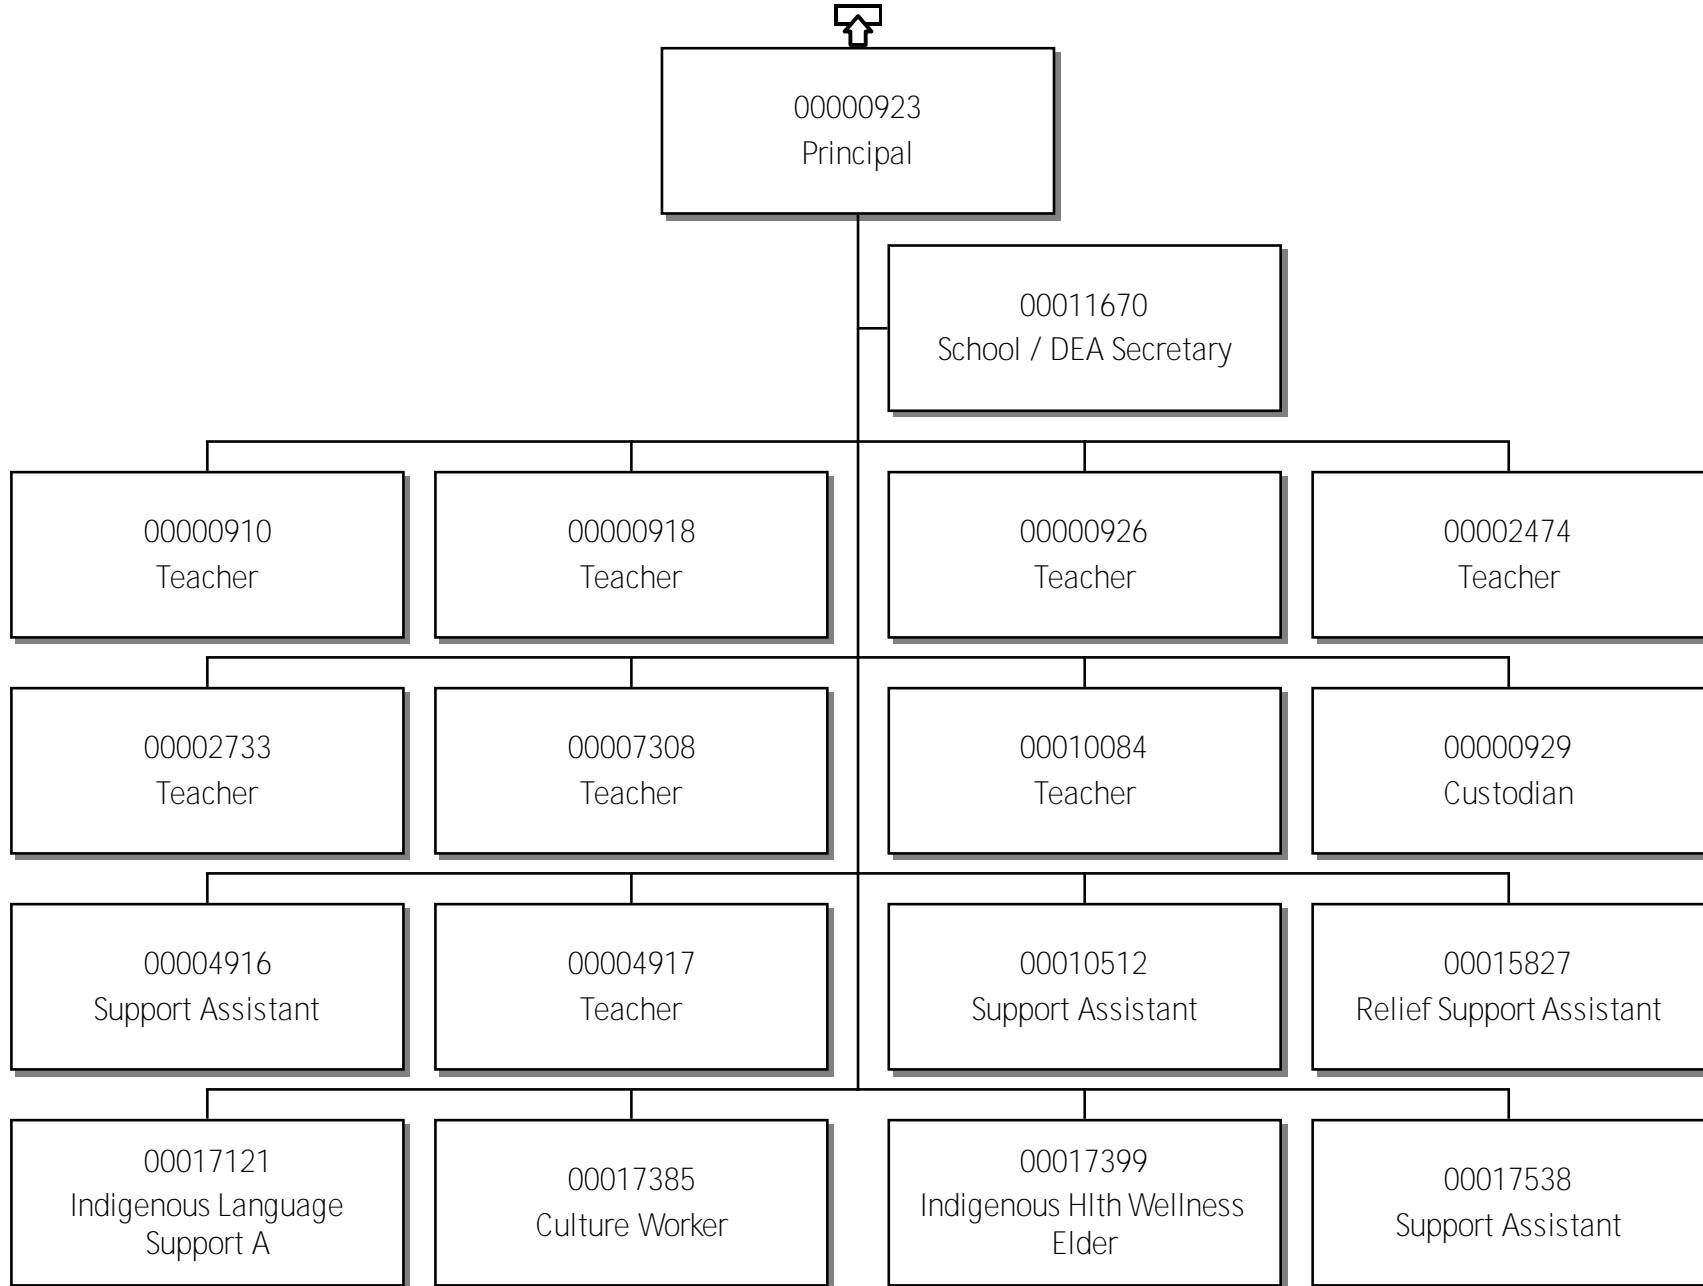 00000923
Principal
00011670
School / DEA Secretary
00000910
Teacher
00000918
Teacher
00000926
Teacher
00002474
Teacher
00002733
Teacher
00007308
Teacher
00010084
Teacher
00000929
Custodian
00004916
Support Assistant
00004917
Teacher
00010512
Support Assistant
00015827
Relief Support Assistant
00017121
Indigenous Language
Support A
00017385
Culture Worker
00017399
Indigenous Hlth Wellness
Elder
00017538
Support Assistant